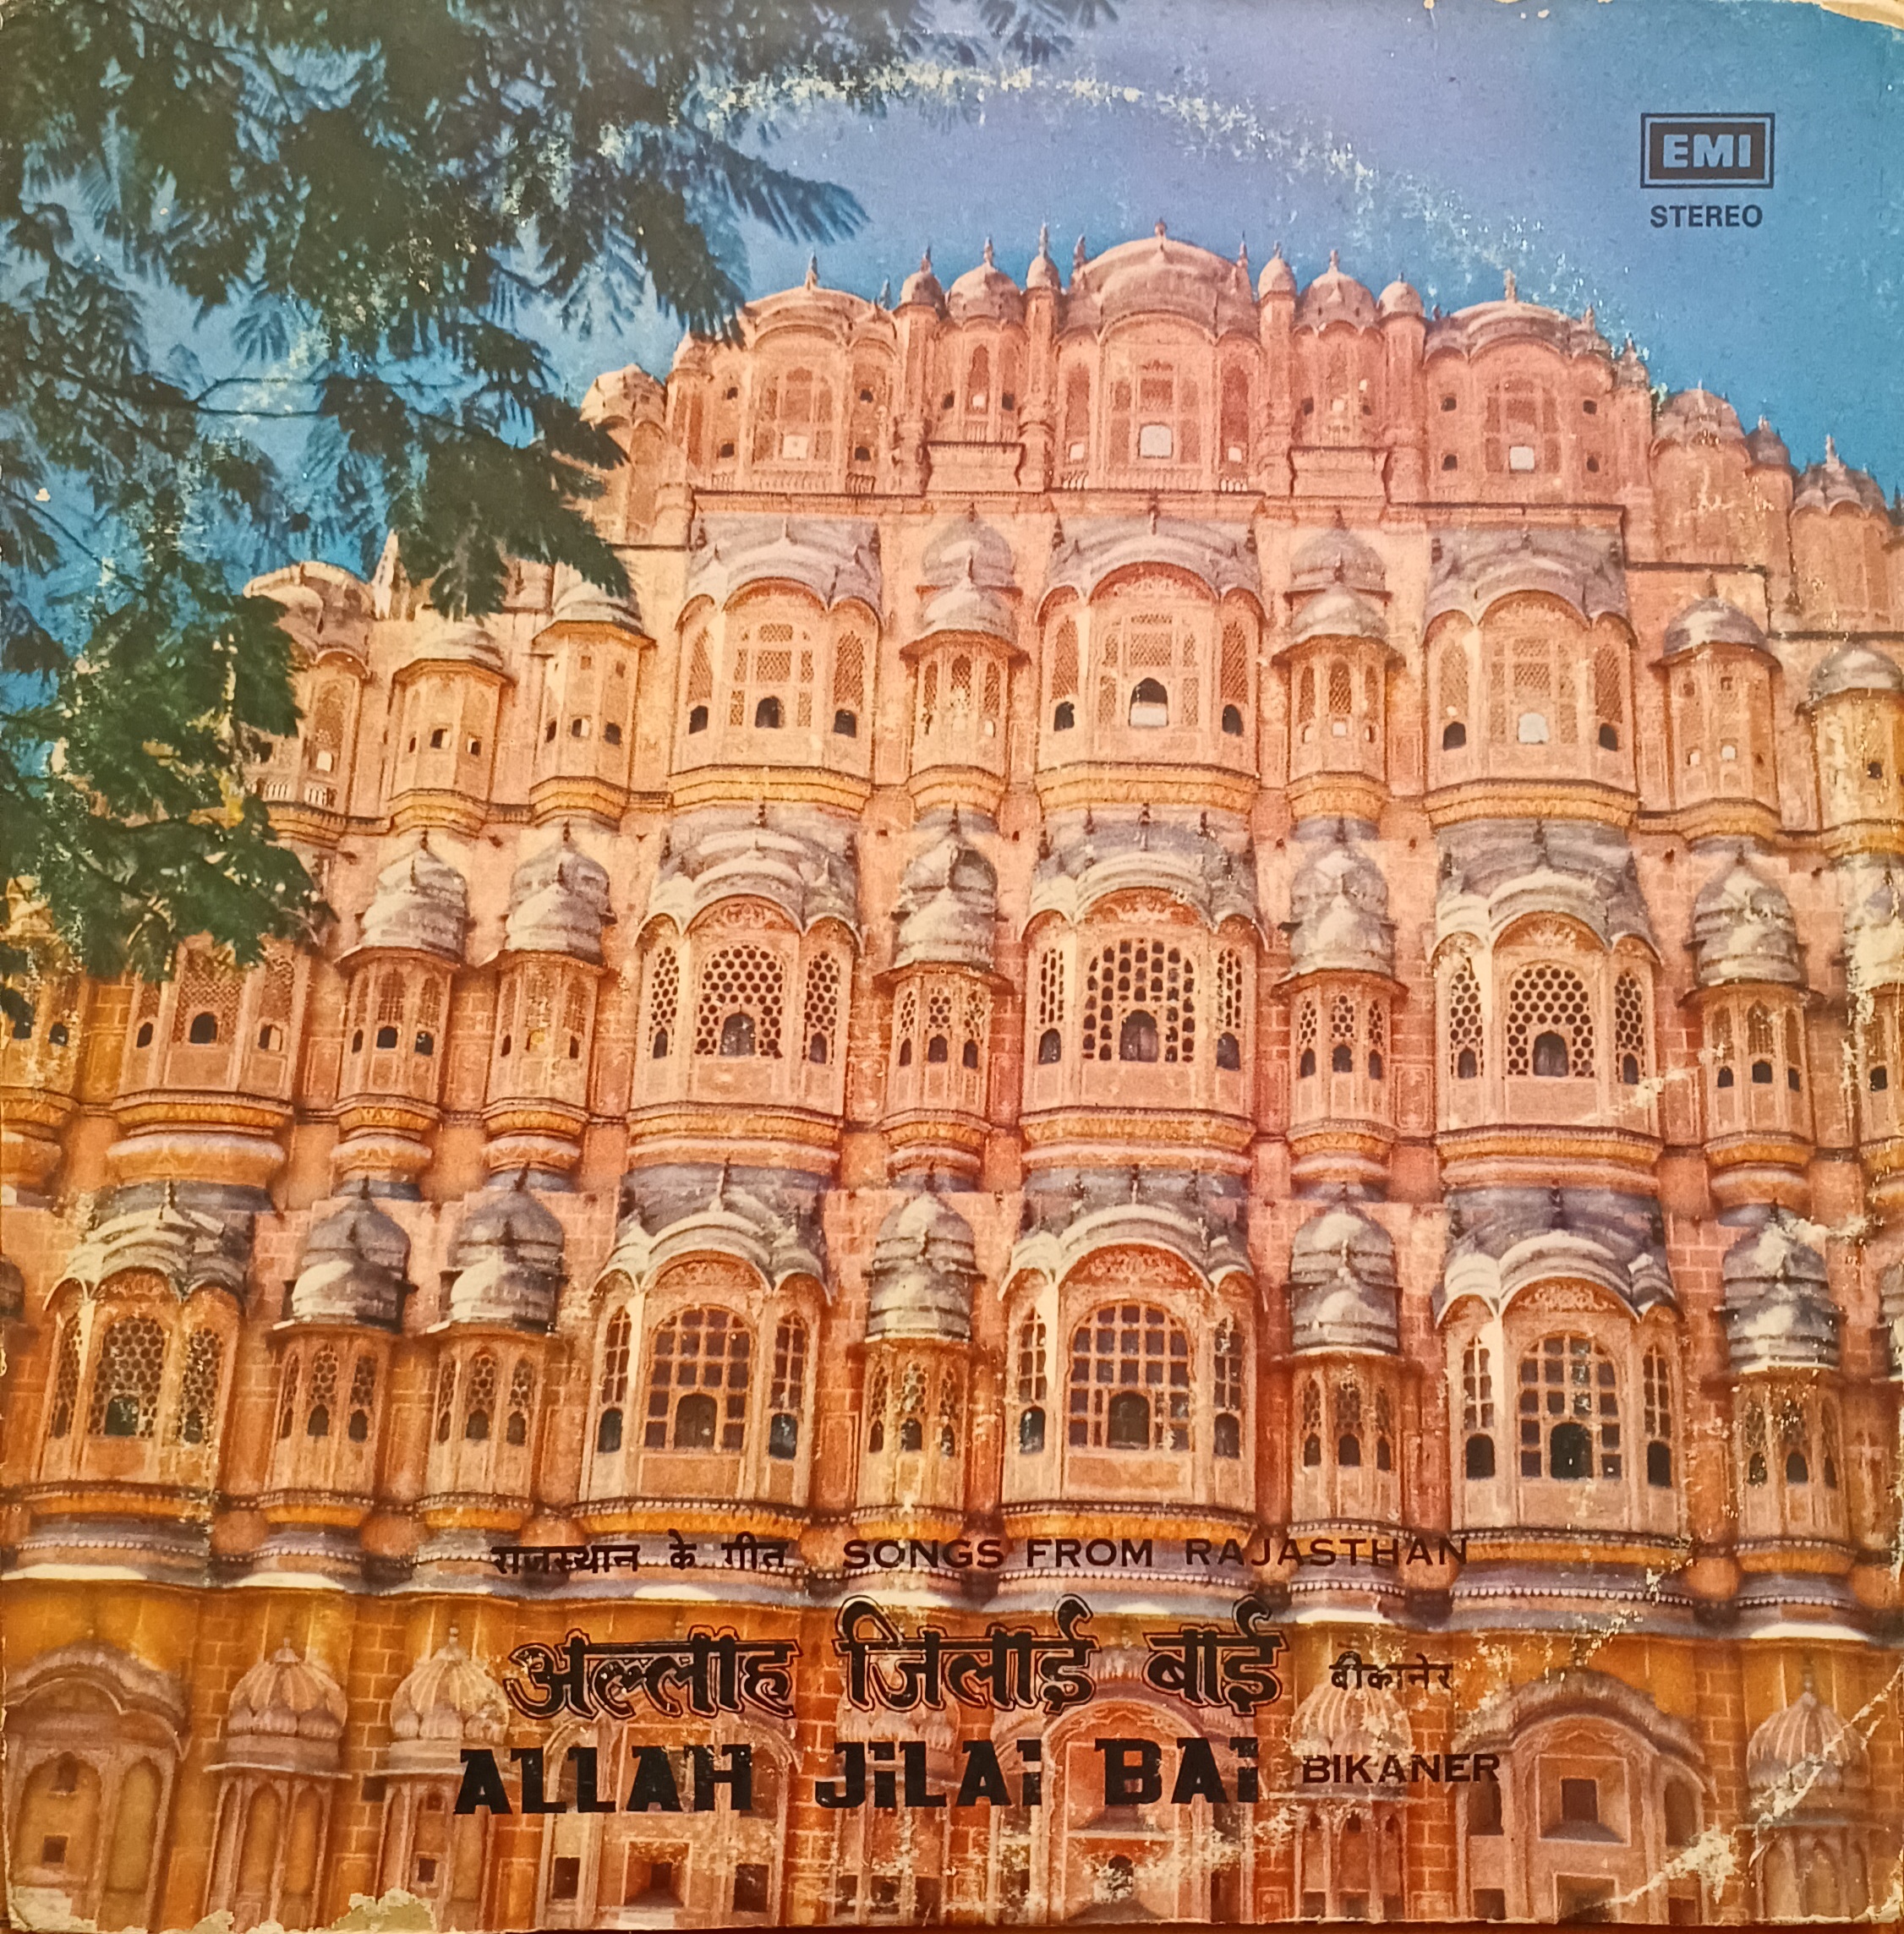 EMI
STEREO
राजस्थान के गीत SONGS FROM RAJASTHAN
अल्लाह जिलाई बाई बीकानेर
ALLAH JiLAi BAi BIKANER